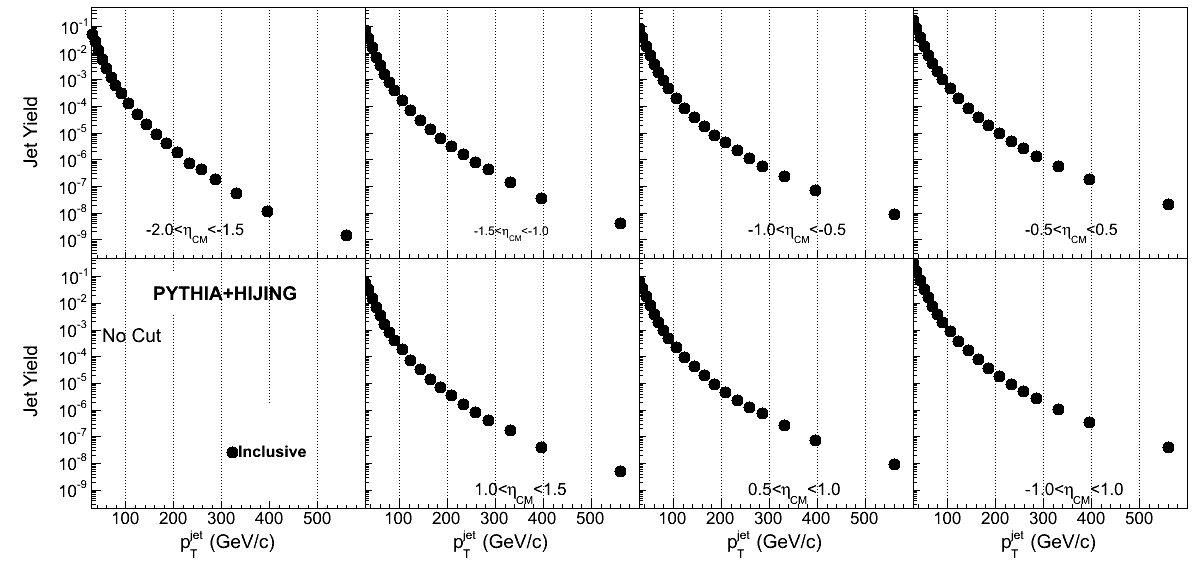 Jet Yield
10^-1
10^-2
10^-3
10^-4
10^-5
10^-6
10^-7
10^-8
10^-9
-2.0<η_CM<-1.5
-1.5<η_CM<-1.0
-1.0<η_CM<-0.5
-0.5<η_CM<0.5
Jet Yield
10^-1
10^-2
10^-3
10^-4
10^-5
10^-6
10^-7
10^-8
10^-9
PYTHIA+HIJING
No Cut
Inclusive
1.0<η_CM<1.5
0.5<η_CM<1.0
-1.0<η_CM<1.0
100 200 300 400 500
100 200 300 400 500
100 200 300 400 500
100 200 300 400 500
p_T^jet (GeV/c)
p_T^jet (GeV/c)
p_T^jet (GeV/c)
p_T^jet (GeV/c)